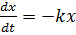 dx/dt = −kx